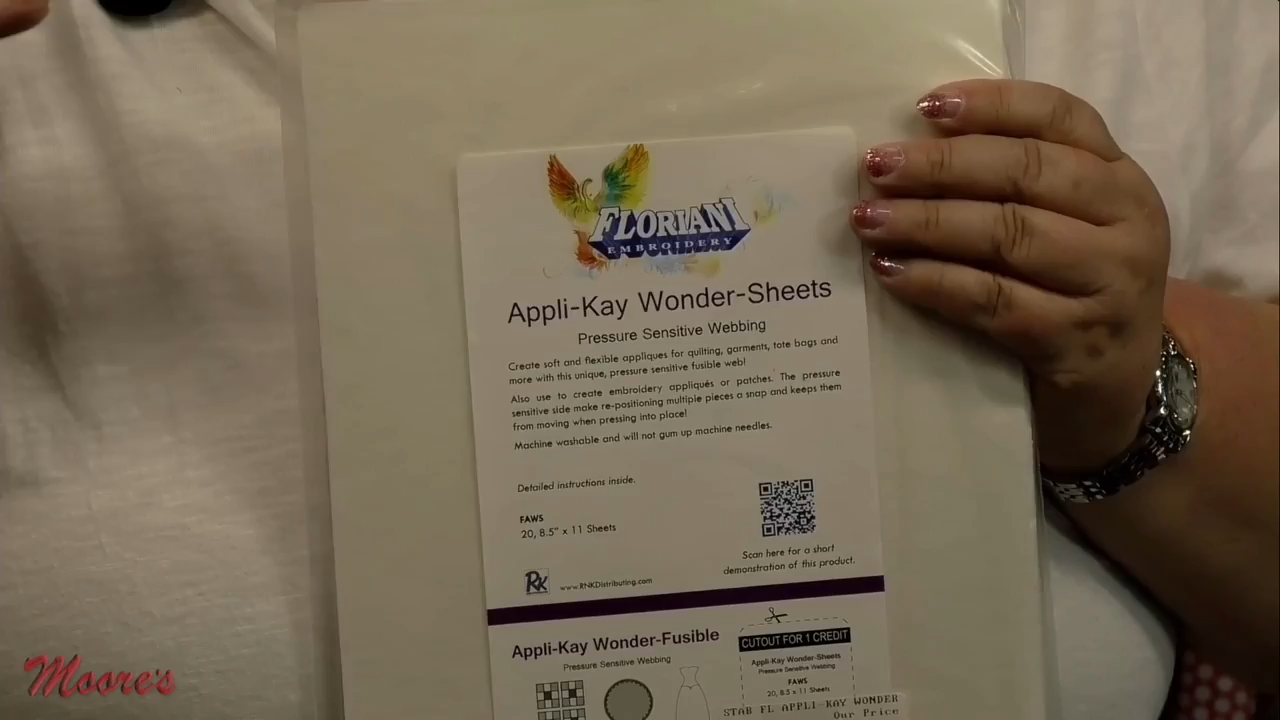 FLORIANI
EMBROIDERY
Appli-Kay Wonder-Sheets
Pressure Sensitive Webbing
Create soft and flexible appliques for quilting, garments, tote bags and
more with this unique, pressure sensitive fusible web!
Also use to create embroidery appliqués or patches. The pressure
sensitive side make re-positioning multiple pieces a snap and keeps them
from moving when pressing into place!
Machine washable and will not gum up machine needles.
Detailed instructions inside.
FAWS
20, 8.5" x 11 Sheets
Scan here for a short
demonstration of this product.
RK www.RNKDistributing.com
Appli-Kay Wonder-Fusible
Pressure Sensitive Webbing
CUTOUT FOR 1 CREDIT
Appli-Kay Wonder-Sheets
Pressure Sensitive Webbing
FAWS
20, 8.5 x 11 Sheets
STAB FL APPLI-KAY WONDER
Our Price
Moore's